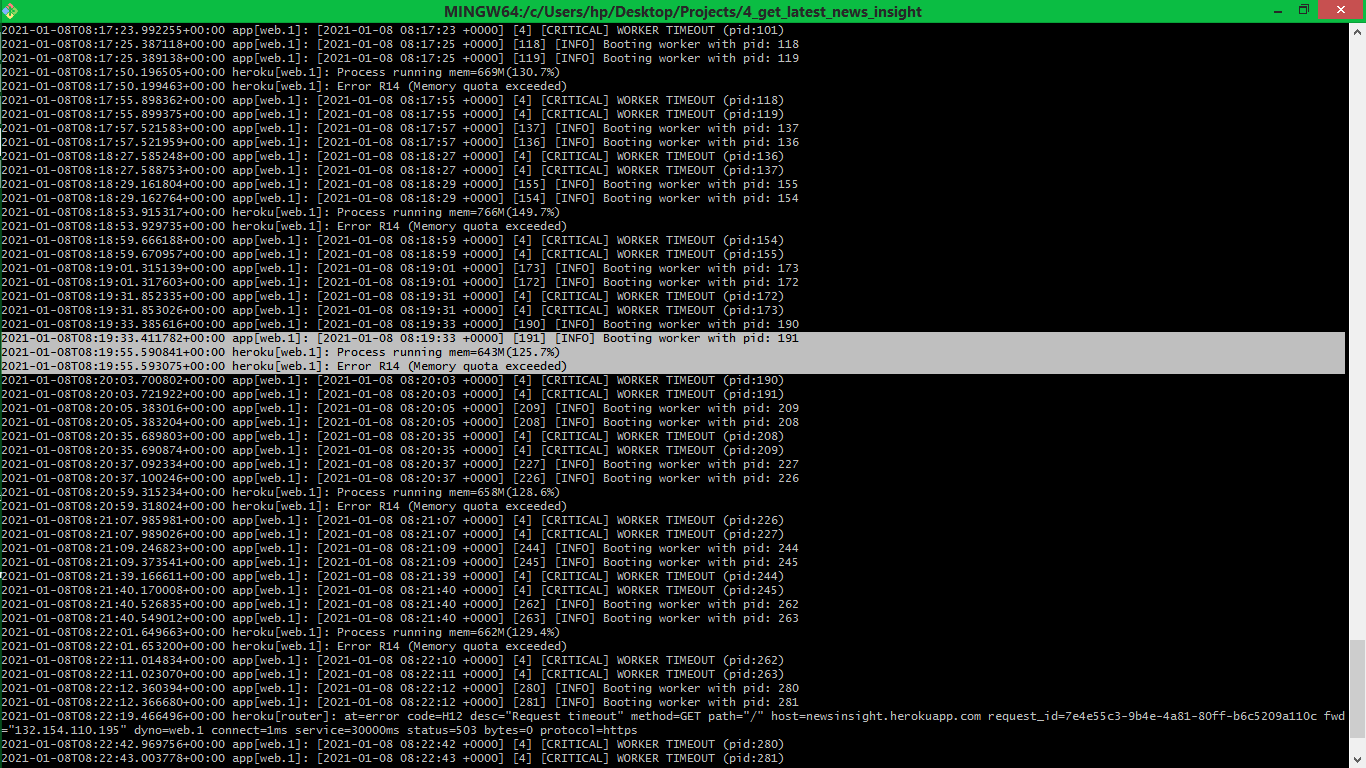 MINGW64:/c/Users/hp/Desktop/Projects/4_get_latest_news_insight
2021-01-08T08:17:23.992255+00:00 app[web.1]: [2021-01-08 08:17:23 +0000] [4] [CRITICAL] WORKER TIMEOUT (pid:101)
2021-01-08T08:17:25.387118+00:00 app[web.1]: [2021-01-08 08:17:25 +0000] [118] [INFO] Booting worker with pid: 118
2021-01-08T08:17:25.389138+00:00 app[web.1]: [2021-01-08 08:17:25 +0000] [119] [INFO] Booting worker with pid: 119
2021-01-08T08:17:50.196505+00:00 heroku[web.1]: Process running mem=669M(130.7%)
2021-01-08T08:17:50.199463+00:00 heroku[web.1]: Error R14 (Memory quota exceeded)
2021-01-08T08:17:55.898362+00:00 app[web.1]: [2021-01-08 08:17:55 +0000] [4] [CRITICAL] WORKER TIMEOUT (pid:118)
2021-01-08T08:17:55.899375+00:00 app[web.1]: [2021-01-08 08:17:55 +0000] [4] [CRITICAL] WORKER TIMEOUT (pid:119)
2021-01-08T08:17:57.521583+00:00 app[web.1]: [2021-01-08 08:17:57 +0000] [137] [INFO] Booting worker with pid: 137
2021-01-08T08:17:57.521959+00:00 app[web.1]: [2021-01-08 08:17:57 +0000] [136] [INFO] Booting worker with pid: 136
2021-01-08T08:18:27.585248+00:00 app[web.1]: [2021-01-08 08:18:27 +0000] [4] [CRITICAL] WORKER TIMEOUT (pid:136)
2021-01-08T08:18:27.588753+00:00 app[web.1]: [2021-01-08 08:18:27 +0000] [4] [CRITICAL] WORKER TIMEOUT (pid:137)
2021-01-08T08:18:29.161804+00:00 app[web.1]: [2021-01-08 08:18:29 +0000] [155] [INFO] Booting worker with pid: 155
2021-01-08T08:18:29.162764+00:00 app[web.1]: [2021-01-08 08:18:29 +0000] [154] [INFO] Booting worker with pid: 154
2021-01-08T08:18:53.915317+00:00 heroku[web.1]: Process running mem=766M(149.7%)
2021-01-08T08:18:53.929735+00:00 heroku[web.1]: Error R14 (Memory quota exceeded)
2021-01-08T08:18:59.666188+00:00 app[web.1]: [2021-01-08 08:18:59 +0000] [4] [CRITICAL] WORKER TIMEOUT (pid:154)
2021-01-08T08:18:59.670957+00:00 app[web.1]: [2021-01-08 08:18:59 +0000] [4] [CRITICAL] WORKER TIMEOUT (pid:155)
2021-01-08T08:19:01.315139+00:00 app[web.1]: [2021-01-08 08:19:01 +0000] [173] [INFO] Booting worker with pid: 173
2021-01-08T08:19:01.317603+00:00 app[web.1]: [2021-01-08 08:19:01 +0000] [172] [INFO] Booting worker with pid: 172
2021-01-08T08:19:31.852335+00:00 app[web.1]: [2021-01-08 08:19:31 +0000] [4] [CRITICAL] WORKER TIMEOUT (pid:172)
2021-01-08T08:19:31.853026+00:00 app[web.1]: [2021-01-08 08:19:31 +0000] [4] [CRITICAL] WORKER TIMEOUT (pid:173)
2021-01-08T08:19:33.385616+00:00 app[web.1]: [2021-01-08 08:19:33 +0000] [190] [INFO] Booting worker with pid: 190
2021-01-08T08:19:33.411782+00:00 app[web.1]: [2021-01-08 08:19:33 +0000] [191] [INFO] Booting worker with pid: 191
2021-01-08T08:19:55.590841+00:00 heroku[web.1]: Process running mem=643M(125.7%)
2021-01-08T08:19:55.593075+00:00 heroku[web.1]: Error R14 (Memory quota exceeded)
2021-01-08T08:20:03.700802+00:00 app[web.1]: [2021-01-08 08:20:03 +0000] [4] [CRITICAL] WORKER TIMEOUT (pid:190)
2021-01-08T08:20:03.721922+00:00 app[web.1]: [2021-01-08 08:20:03 +0000] [4] [CRITICAL] WORKER TIMEOUT (pid:191)
2021-01-08T08:20:05.383016+00:00 app[web.1]: [2021-01-08 08:20:05 +0000] [209] [INFO] Booting worker with pid: 209
2021-01-08T08:20:05.383204+00:00 app[web.1]: [2021-01-08 08:20:05 +0000] [208] [INFO] Booting worker with pid: 208
2021-01-08T08:20:35.689803+00:00 app[web.1]: [2021-01-08 08:20:35 +0000] [4] [CRITICAL] WORKER TIMEOUT (pid:208)
2021-01-08T08:20:35.690874+00:00 app[web.1]: [2021-01-08 08:20:35 +0000] [4] [CRITICAL] WORKER TIMEOUT (pid:209)
2021-01-08T08:20:37.092334+00:00 app[web.1]: [2021-01-08 08:20:37 +0000] [227] [INFO] Booting worker with pid: 227
2021-01-08T08:20:37.100246+00:00 app[web.1]: [2021-01-08 08:20:37 +0000] [226] [INFO] Booting worker with pid: 226
2021-01-08T08:20:59.315234+00:00 heroku[web.1]: Process running mem=658M(128.6%)
2021-01-08T08:20:59.318024+00:00 heroku[web.1]: Error R14 (Memory quota exceeded)
2021-01-08T08:21:07.985981+00:00 app[web.1]: [2021-01-08 08:21:07 +0000] [4] [CRITICAL] WORKER TIMEOUT (pid:226)
2021-01-08T08:21:07.989026+00:00 app[web.1]: [2021-01-08 08:21:07 +0000] [4] [CRITICAL] WORKER TIMEOUT (pid:227)
2021-01-08T08:21:09.246823+00:00 app[web.1]: [2021-01-08 08:21:09 +0000] [244] [INFO] Booting worker with pid: 244
2021-01-08T08:21:09.373541+00:00 app[web.1]: [2021-01-08 08:21:09 +0000] [245] [INFO] Booting worker with pid: 245
2021-01-08T08:21:39.166611+00:00 app[web.1]: [2021-01-08 08:21:39 +0000] [4] [CRITICAL] WORKER TIMEOUT (pid:244)
2021-01-08T08:21:40.170008+00:00 app[web.1]: [2021-01-08 08:21:40 +0000] [4] [CRITICAL] WORKER TIMEOUT (pid:245)
2021-01-08T08:21:40.526835+00:00 app[web.1]: [2021-01-08 08:21:40 +0000] [262] [INFO] Booting worker with pid: 262
2021-01-08T08:21:40.549012+00:00 app[web.1]: [2021-01-08 08:21:40 +0000] [263] [INFO] Booting worker with pid: 263
2021-01-08T08:22:01.649663+00:00 heroku[web.1]: Process running mem=662M(129.4%)
2021-01-08T08:22:01.653200+00:00 heroku[web.1]: Error R14 (Memory quota exceeded)
2021-01-08T08:22:11.014834+00:00 app[web.1]: [2021-01-08 08:22:10 +0000] [4] [CRITICAL] WORKER TIMEOUT (pid:262)
2021-01-08T08:22:11.023070+00:00 app[web.1]: [2021-01-08 08:22:11 +0000] [4] [CRITICAL] WORKER TIMEOUT (pid:263)
2021-01-08T08:22:12.360394+00:00 app[web.1]: [2021-01-08 08:22:12 +0000] [280] [INFO] Booting worker with pid: 280
2021-01-08T08:22:12.366680+00:00 app[web.1]: [2021-01-08 08:22:12 +0000] [281] [INFO] Booting worker with pid: 281
2021-01-08T08:22:19.466496+00:00 heroku[router]: at=error code=H12 desc="Request timeout" method=GET path="/" host=newsinsight.herokuapp.com request_id=7e4e55c3-9b4e-4a81-80ff-b6c5209a110c fwd
="132.154.110.195" dyno=web.1 connect=1ms service=30000ms status=503 bytes=0 protocol=https
2021-01-08T08:22:42.969756+00:00 app[web.1]: [2021-01-08 08:22:42 +0000] [4] [CRITICAL] WORKER TIMEOUT (pid:280)
2021-01-08T08:22:43.003778+00:00 app[web.1]: [2021-01-08 08:22:43 +0000] [4] [CRITICAL] WORKER TIMEOUT (pid:281)